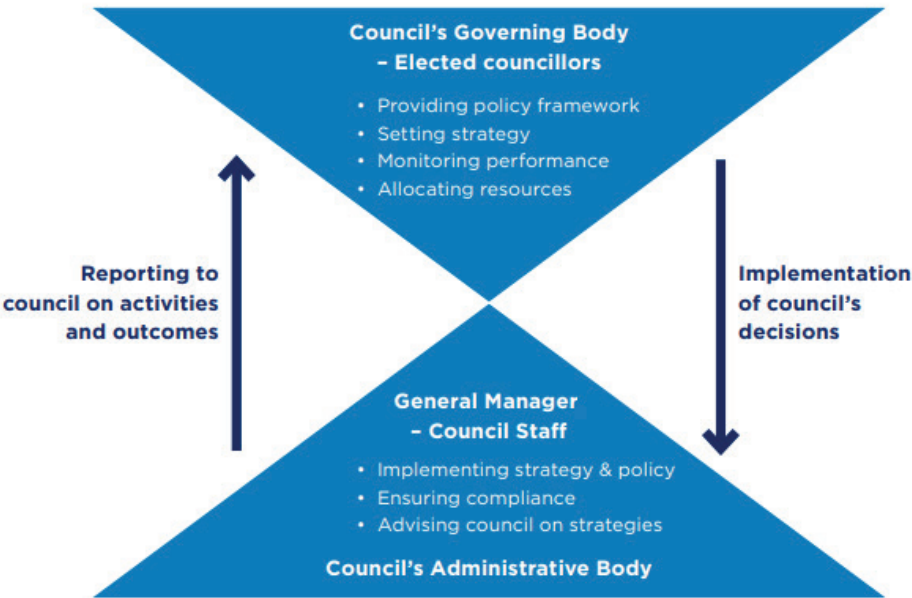 Council's Governing Body
– Elected councillors
• Providing policy framework
• Setting strategy
• Monitoring performance
• Allocating resources
Reporting to
council on activities
and outcomes
Implementation
of council's
decisions
General Manager
– Council Staff
• Implementing strategy & policy
• Ensuring compliance
• Advising council on strategies
Council's Administrative Body